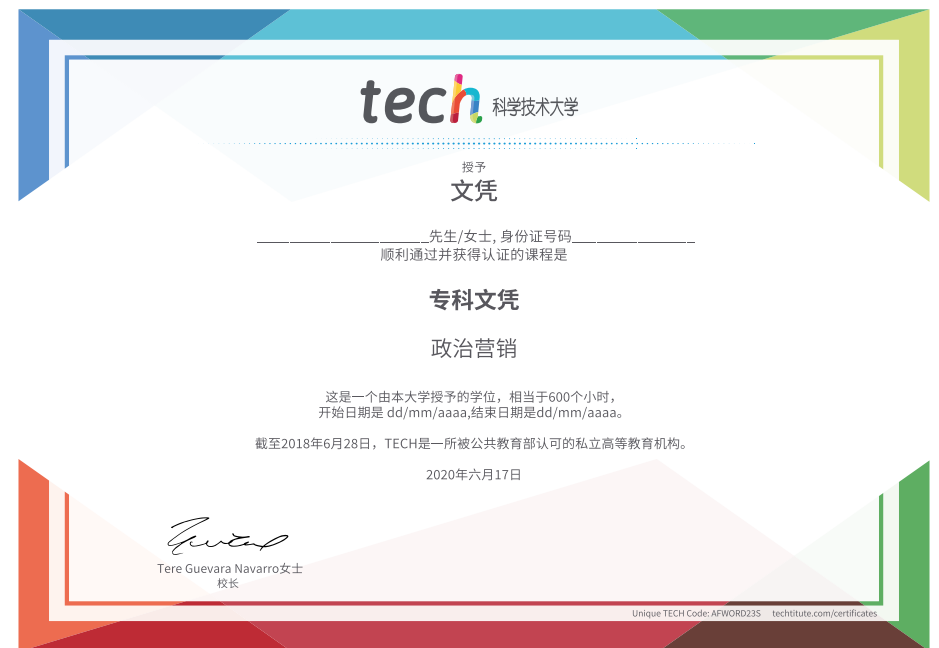 tech 科学技术大学
授予
文凭
______________________先生/女士, 身份证号码________________
顺利通过并获得认证的课程是
专科文凭
政治营销
这是一个由本大学授予的学位，相当于600个小时，
开始日期是 dd/mm/aaaa,结束日期是dd/mm/aaaa。
截至2018年6月28日，TECH是一所被公共教育部认可的私立高等教育机构。
2020年六月17日
Tere Guevara Navarro女士
校长
Unique TECH Code: AFWORD23S techtitute.com/certificates